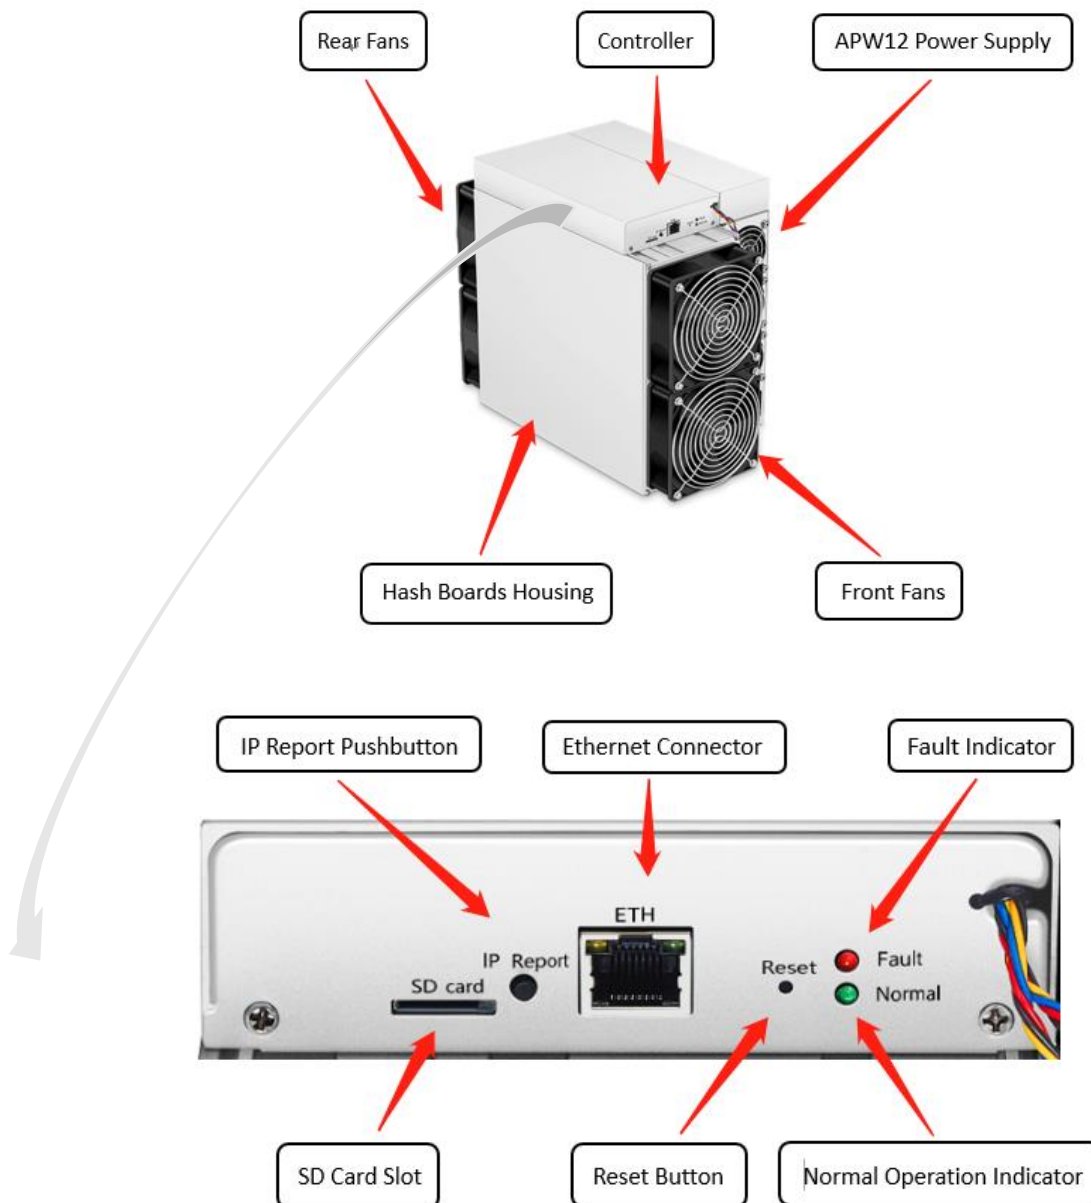 Rear Fans
Controller
APW12 Power Supply
Hash Boards Housing
Front Fans
IP Report Pushbutton
Ethernet Connector
Fault Indicator
ETH
IP Report
SD card
Reset
Fault
Normal
SD Card Slot
Reset Button
Normal Operation Indicator